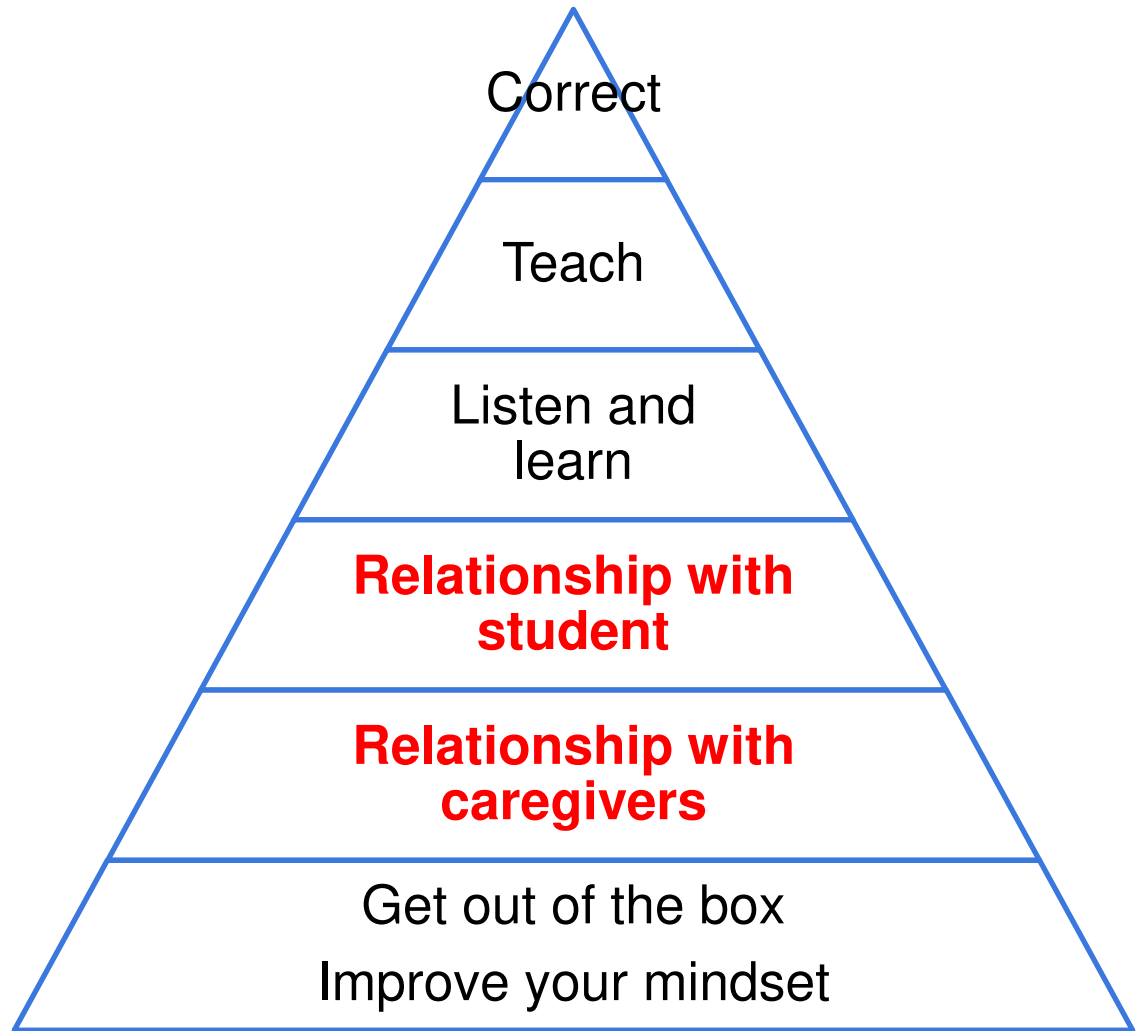 Correct
Teach
Listen and
learn
Relationship with
student
Relationship with
caregivers
Get out of the box
Improve your mindset